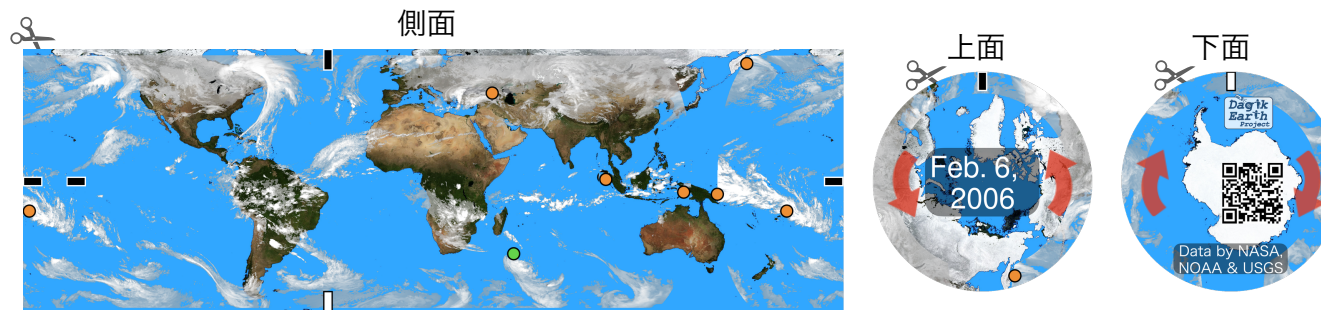 側面
上面
Feb. 6,
2006
下面
Dagik
Earth
Project
Data by NASA,
NOAA & USGS